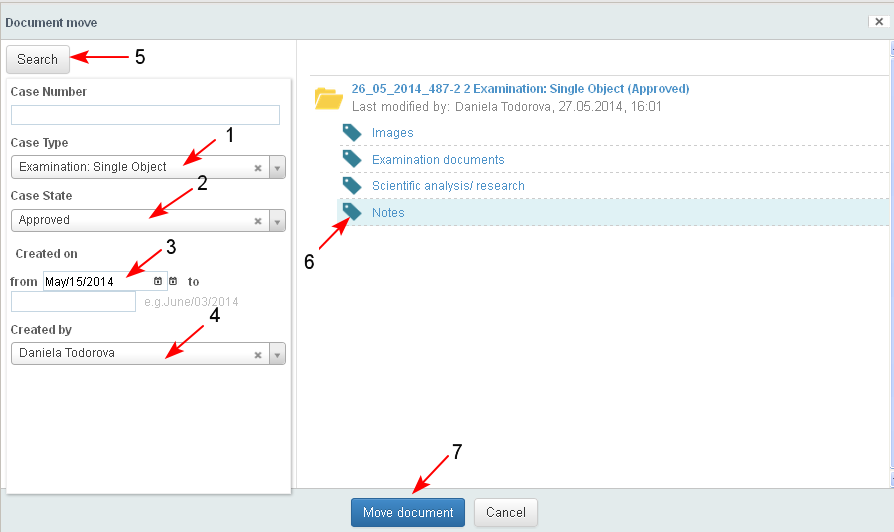 Document move
Search
5
Case Number
Case Type
1
Examination: Single Object
Case State
2
Approved
Created on
3
from May/15/2014 to
e.g.June/03/2014
Created by
4
Daniela Todorova
26_05_2014_487-2 2 Examination: Single Object (Approved)
Last modified by: Daniela Todorova, 27.05.2014, 16:01
Images
Examination documents
Scientific analysis/ research
Notes
6
7
Move document
Cancel